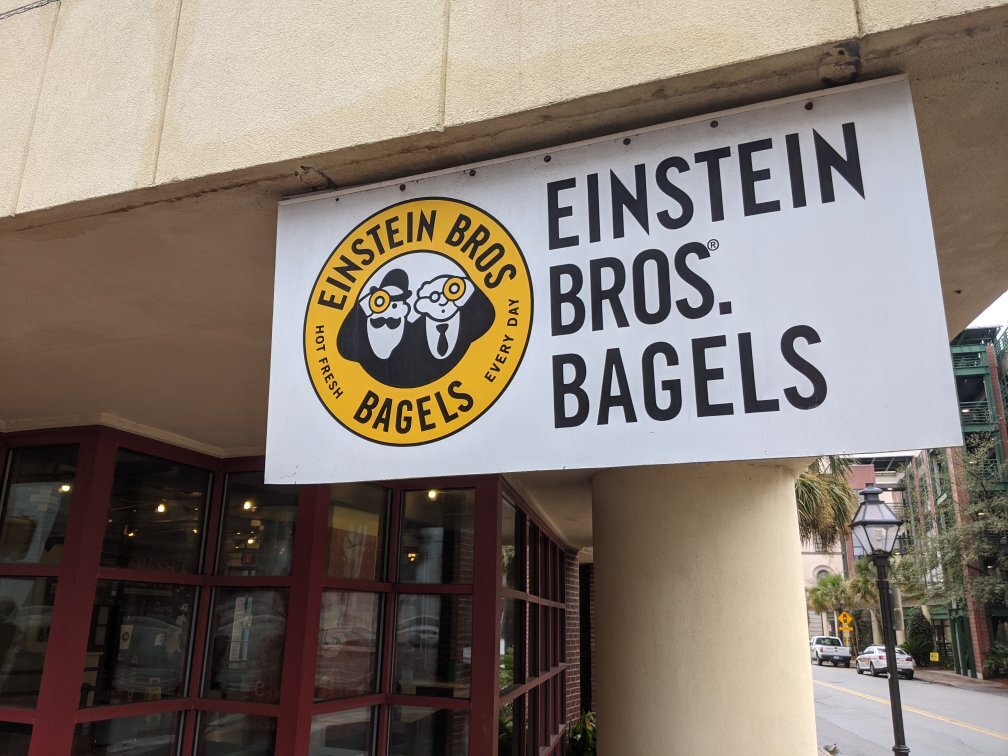 EINSTEIN BROS
HOT FRESH
EVERY DAY
BAGELS
EINSTEIN
BROS.®
BAGELS